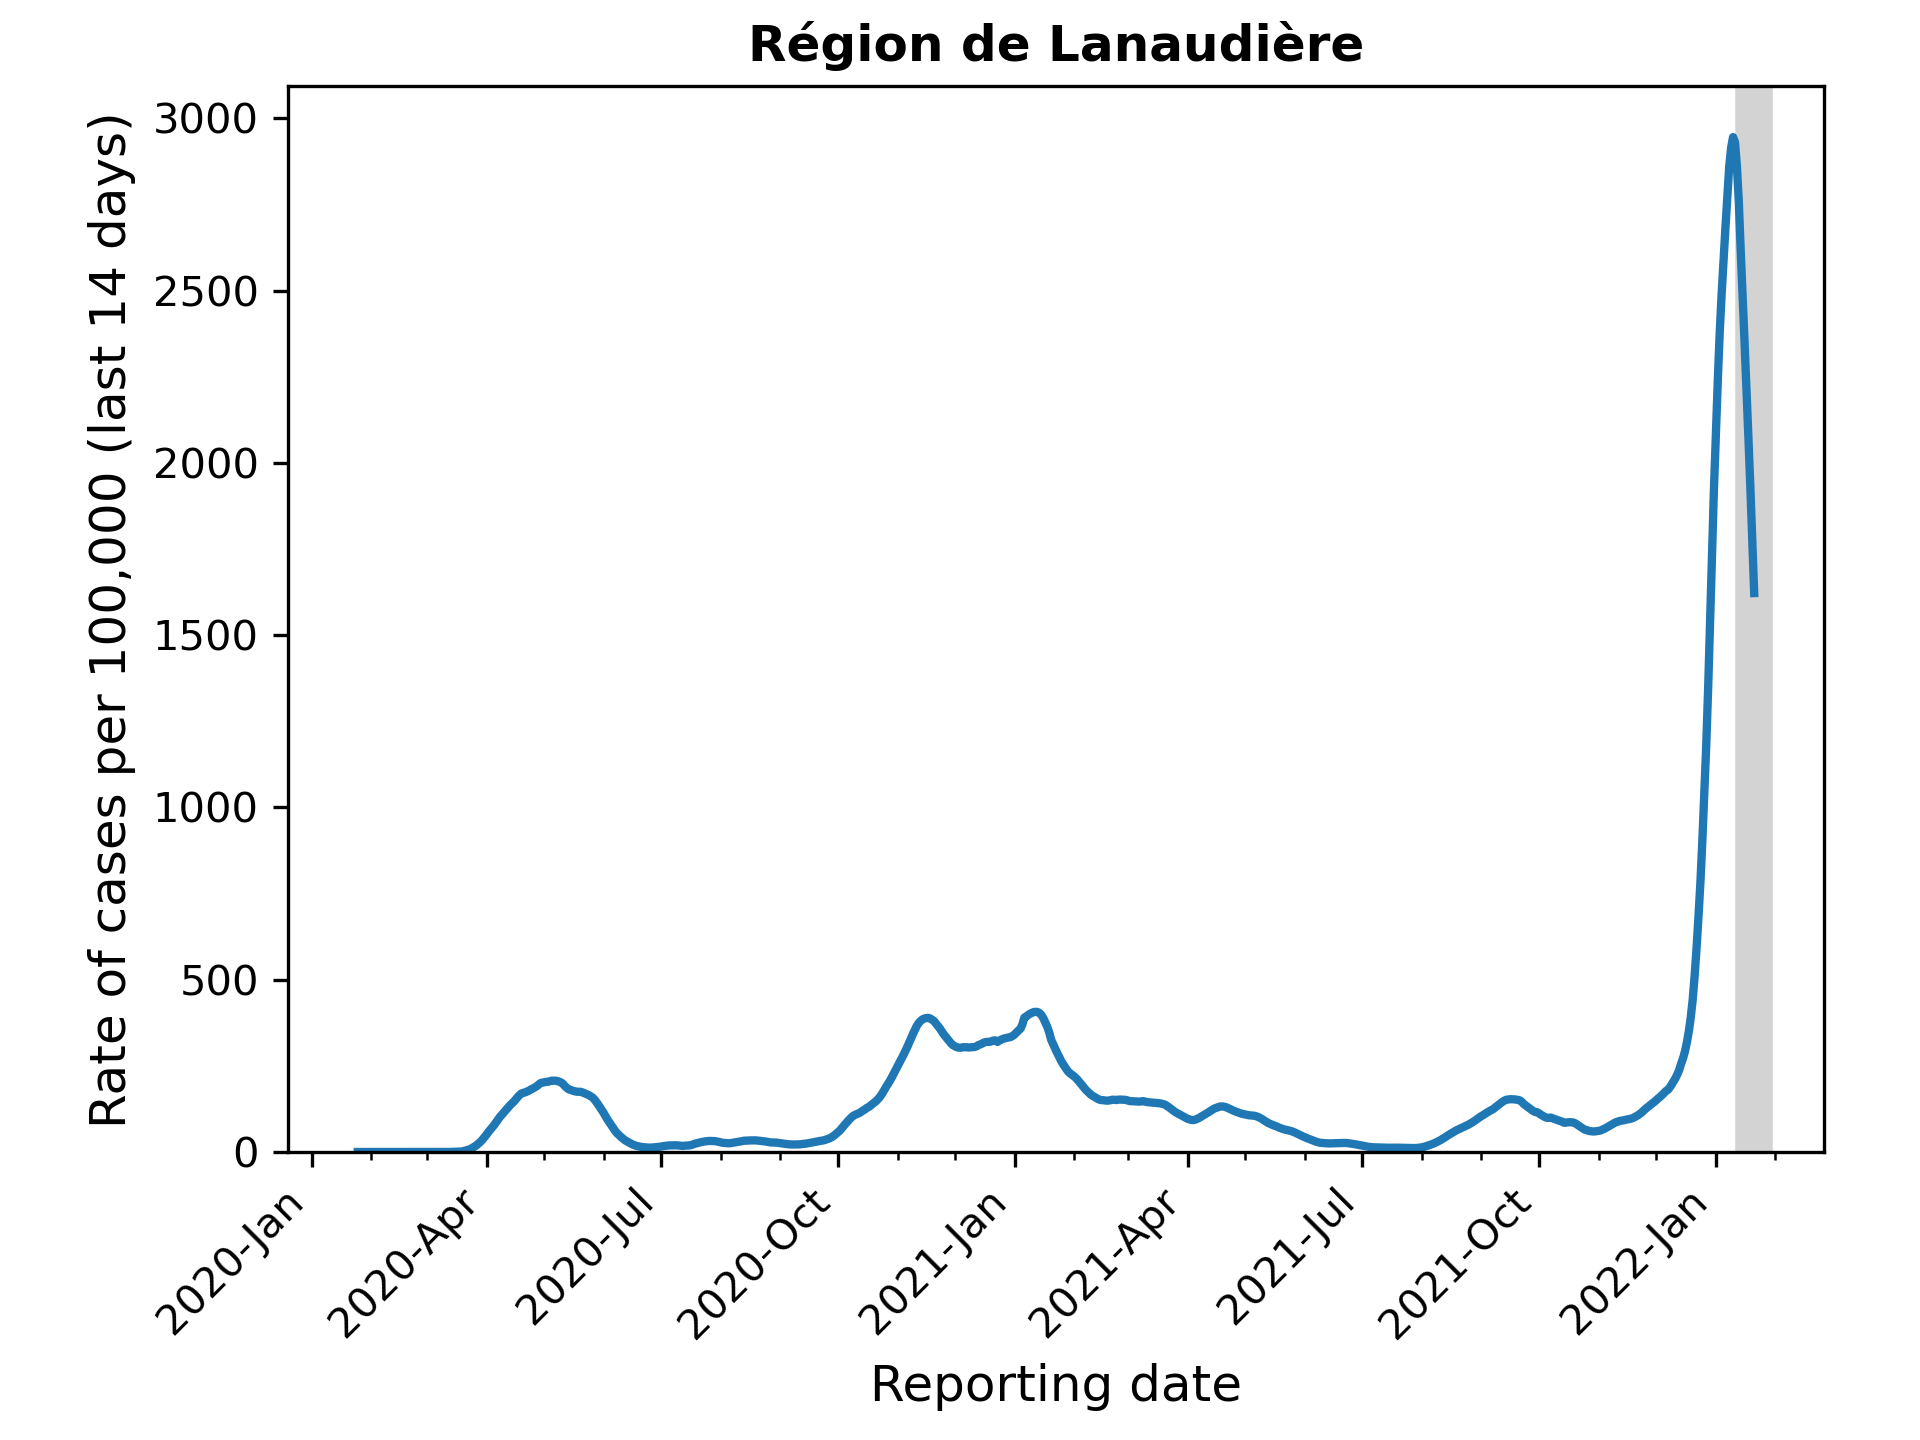 Région de Lanaudière
Rate of cases per 100,000 (last 14 days)
3000
2500
2000
1500
1000
500
0
2020-Jan
2020-Apr
2020-Jul
2020-Oct
2021-Jan
2021-Apr
2021-Jul
2021-Oct
2022-Jan
Reporting date